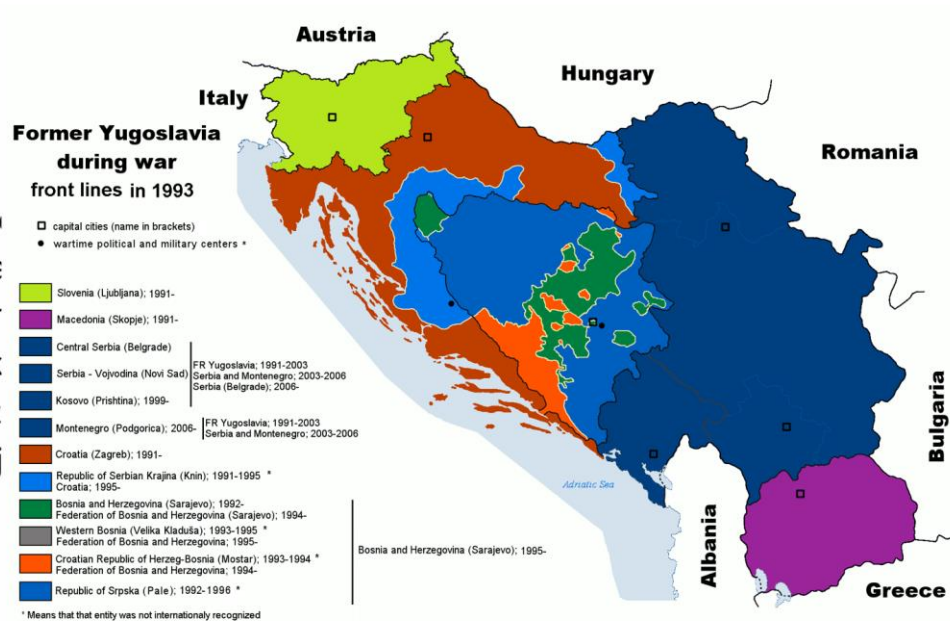 Austria
Hungary
Italy
Former Yugoslavia
during war
front lines in 1993
Romania
capital cities (name in brackets)
wartime political and military centers *
Slovenia (Ljubljana); 1991-
Macedonia (Skopje); 1991-
Central Serbia (Belgrade)
Serbia - Vojvodina (Novi Sad)
Kosovo (Prishtina); 1999-
FR Yugoslavia; 1991-2003
Serbia and Montenegro; 2003-2006
Serbia (Belgrade); 2006-
Montenegro (Podgorica); 2006-
FR Yugoslavia; 1991-2003
Serbia and Montenegro; 2003-2006
Croatia (Zagreb); 1991-
Republic of Serbian Krajina (Knin); 1991-1995 *
Croatia; 1995-
Bosnia and Herzegovina (Sarajevo); 1992-
Federation of Bosnia and Herzegovina (Sarajevo); 1994-
Western Bosnia (Velika Kladuša); 1993-1995 *
Federation of Bosnia and Herzegovina; 1995-
Croatian Republic of Herzeg-Bosnia (Mostar); 1993-1994 *
Federation of Bosnia and Herzegovina; 1994-
Republic of Srpska (Pale); 1992-1996 *
Bosnia and Herzegovina (Sarajevo); 1995-
* Means that that entity was not internationaly recognized
Adriatic Sea
Albania
Bulgaria
Greece